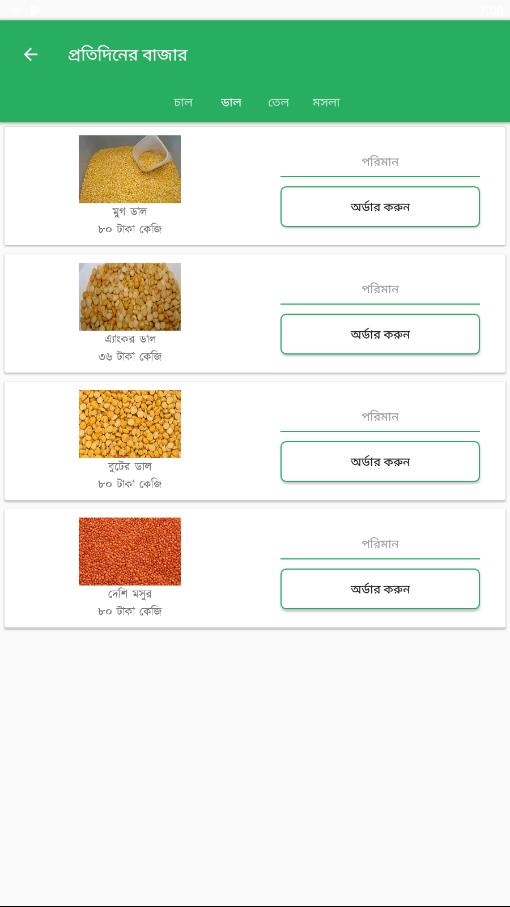 প্রতিদিনের বাজার
চাল ডাল তেল মসলা
মুগ ডাল
৮০ টাকা কেজি
পরিমান
অর্ডার করুন
এ্যাংকর ডাল
৩৬ টাকা কেজি
পরিমান
অর্ডার করুন
বুটের ডাল
৮০ টাকা কেজি
পরিমান
অর্ডার করুন
দেশি মসুর
৮০ টাকা কেজি
পরিমান
অর্ডার করুন